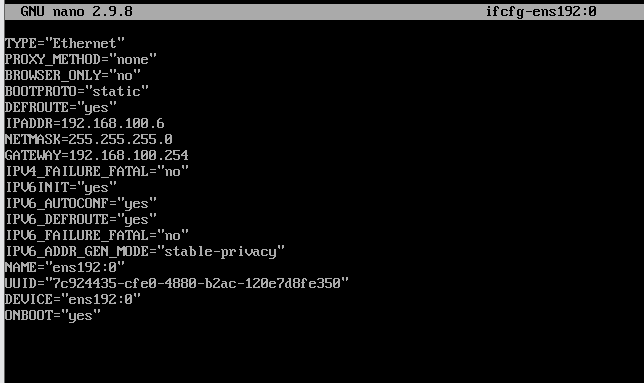 GNU nano 2.9.8 ifcfg-ens192:0
TYPE="Ethernet"
PROXY_METHOD="none"
BROWSER_ONLY="no"
BOOTPROTO="static"
DEFROUTE="yes"
IPADDR=192.168.100.6
NETMASK=255.255.255.0
GATEWAY=192.168.100.254
IPV4_FAILURE_FATAL="no"
IPV6INIT="yes"
IPV6_AUTOCONF="yes"
IPV6_DEFROUTE="yes"
IPV6_FAILURE_FATAL="no"
IPV6_ADDR_GEN_MODE="stable-privacy"
NAME="ens192:0"
UUID="7c924435-cfe0-4880-b2ac-120e7d8fe350"
DEVICE="ens192:0"
ONBOOT="yes"